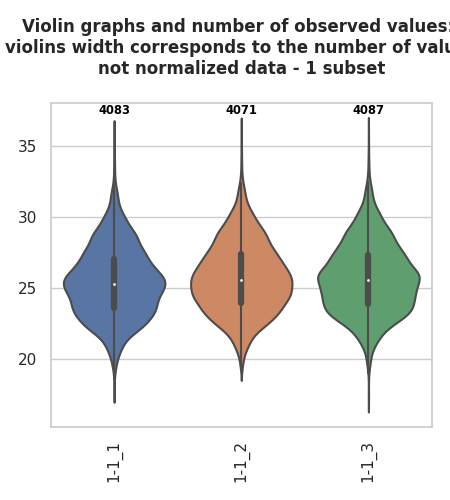 Violin graphs and number of observed values:
violins width corresponds to the number of valu
not normalized data - 1 subset
4083 4071 4087
35
30
25
20
1-1_1 1-1_2 1-1_3